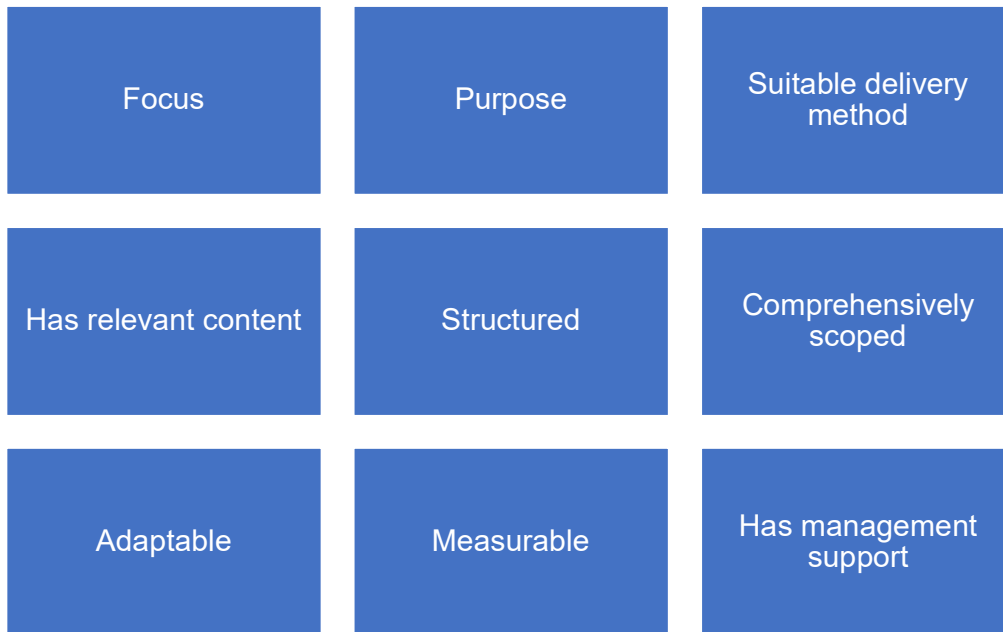 Focus
Purpose
Suitable delivery
method
Has relevant content
Structured
Comprehensively
scoped
Adaptable
Measurable
Has management
support